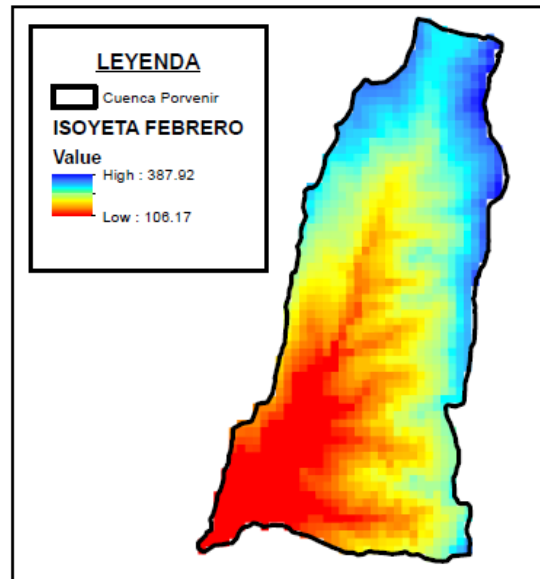 LEYENDA
Cuenca Porvenir
ISOYETA FEBRERO
Value
High : 387.92
Low : 106.17